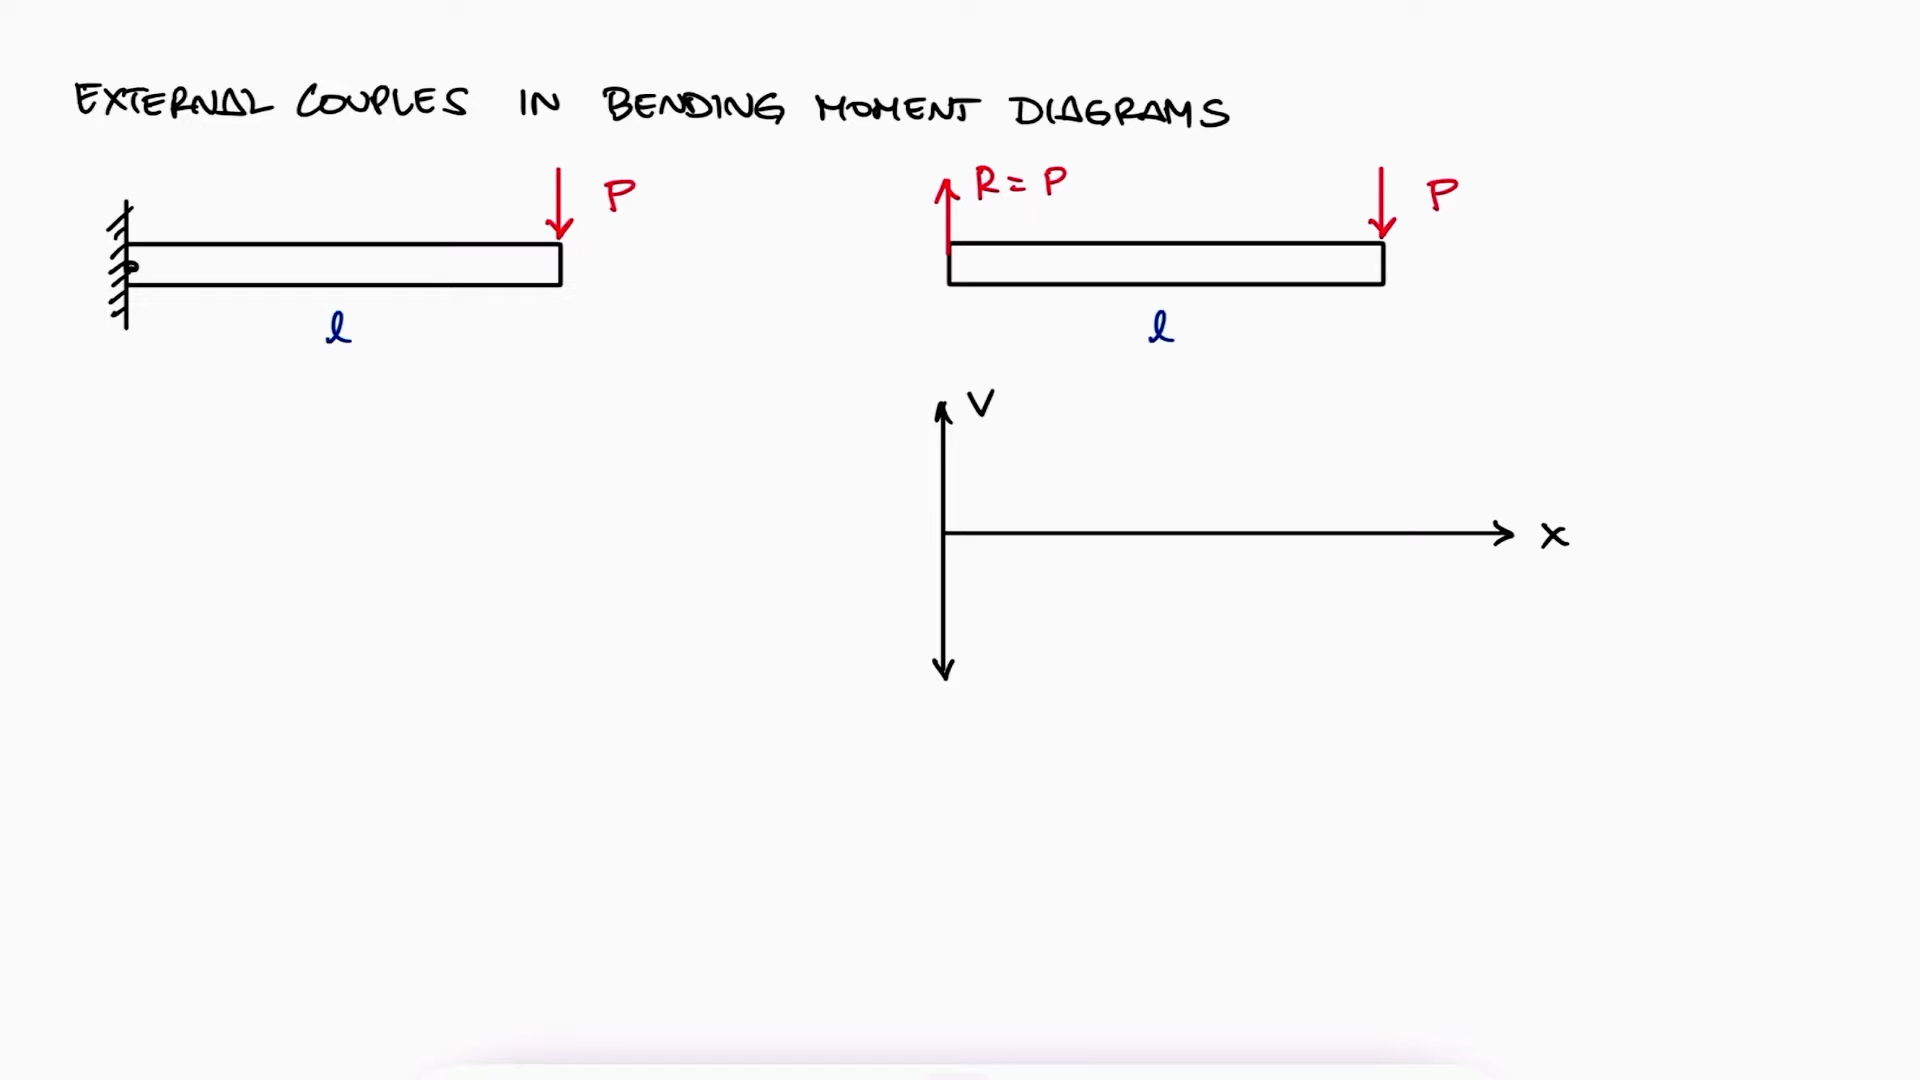 EXTERNAL COUPLES IN BENDING MOMENT DIAGRAMS
P
R = P
P
l
l
V
x